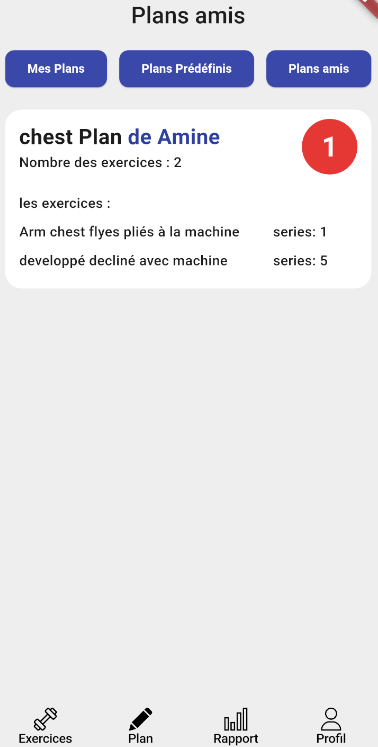 Plans amis
Mes Plans
Plans Prédéfinis
Plans amis
chest Plan de Amine
1
Nombre des exercices : 2
les exercices :
Arm chest flyes pliés à la machine series: 1
developpé decliné avec machine series: 5
Exercices
Plan
Rapport
Profil